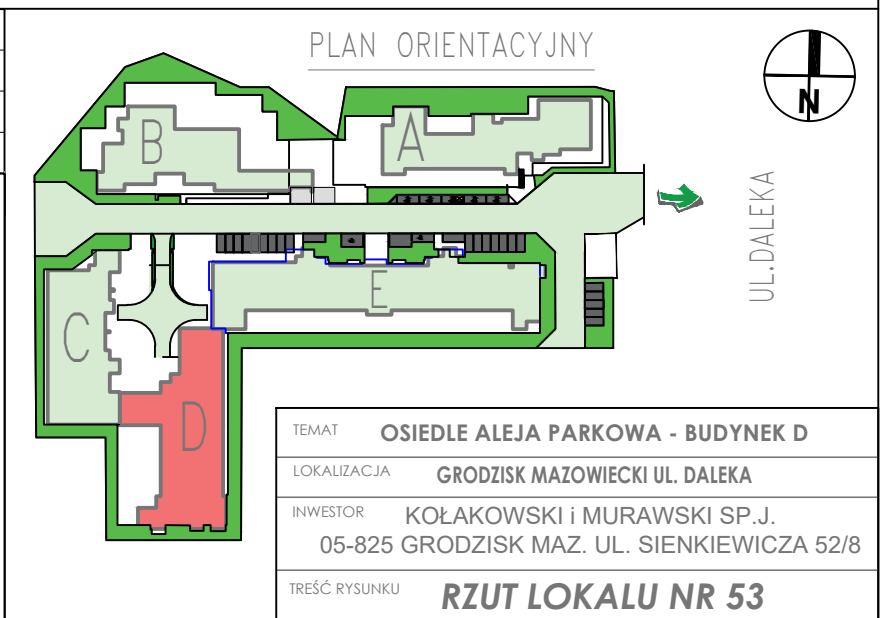 PLAN ORIENTACYJNY
N
B
A
UL.DALEKA
E
C
D
TEMAT OSIEDLE ALEJA PARKOWA - BUDYNEK D
LOKALIZACJA GRODZISK MAZOWIECKI UL. DALEKA
INWESTOR KOŁAKOWSKI i MURAWSKI SP.J.
05-825 GRODZISK MAZ. UL. SIENKIEWICZA 52/8
TREŚĆ RYSUNKU RZUT LOKALU NR 53